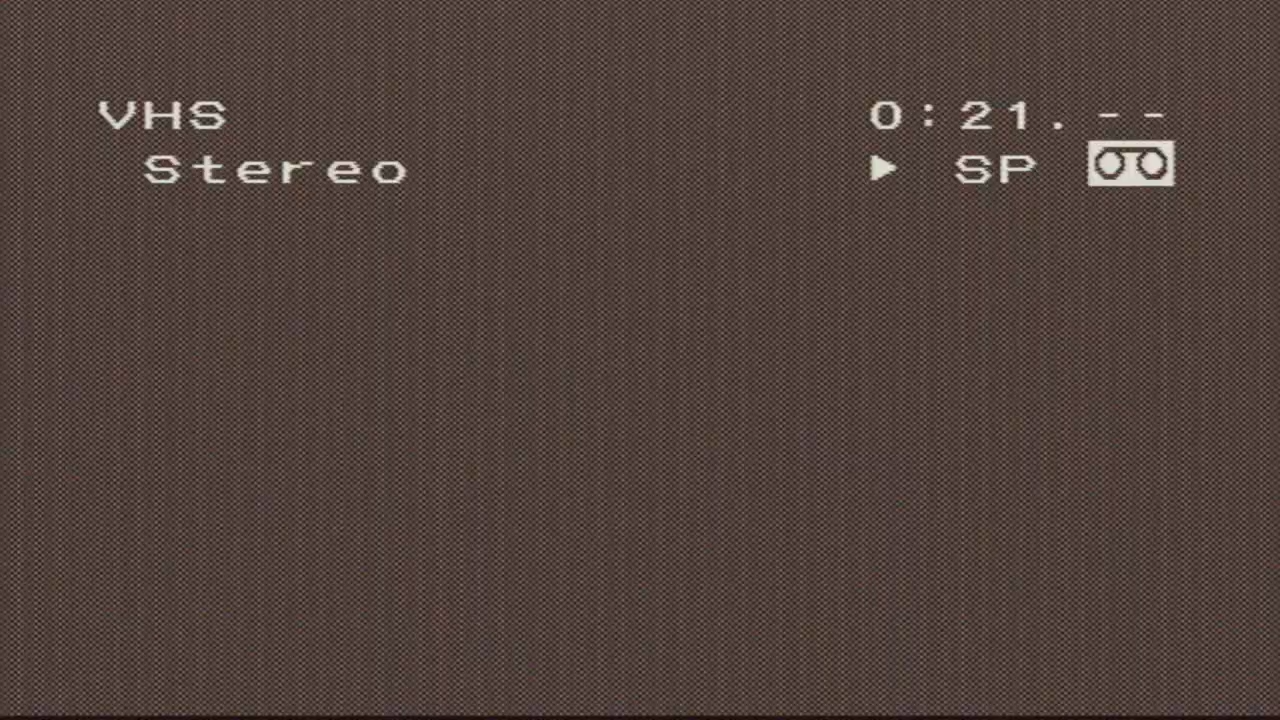 VHS 0:21.--
Stereo ▶ SP